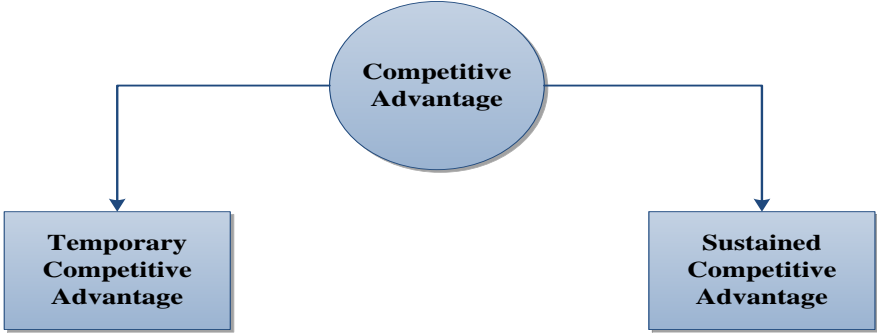 Competitive
Advantage
Temporary
Competitive
Advantage
Sustained
Competitive
Advantage